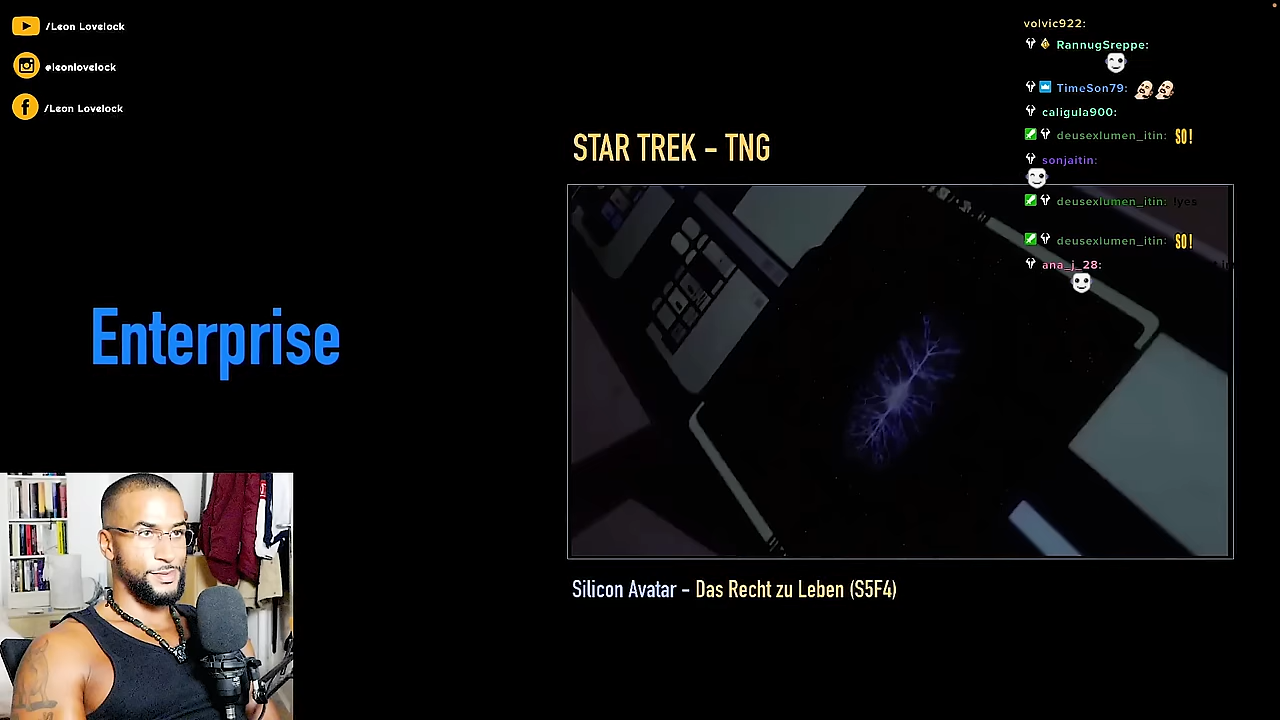 /Leon Lovelock
@leonlovelock
/Leon Lovelock
volvic922:
RannugSreppe:
TimeSon79:
caligula900:
deusexlumen_itin: SO!
sonjaitin:
deusexlumen_itin: !yes
deusexlumen_itin: SO!
ana_j_28:
STAR TREK – TNG
Enterprise
Silicon Avatar – Das Recht zu Leben (S5F4)